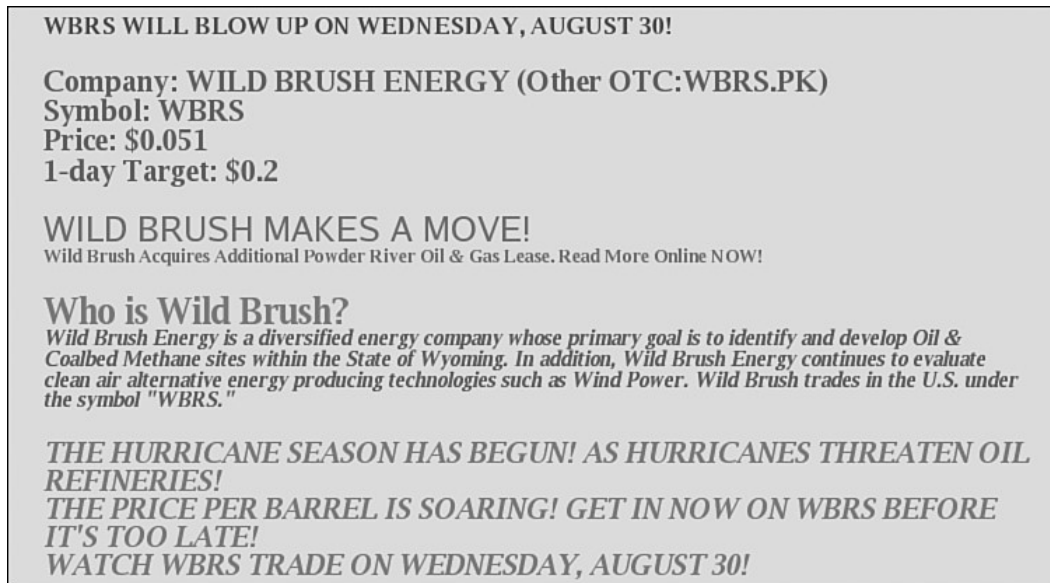 WBRS WILL BLOW UP ON WEDNESDAY, AUGUST 30!
Company: WILD BRUSH ENERGY (Other OTC:WBRS.PK)
Symbol: WBRS
Price: $0.051
1-day Target: $0.2
WILD BRUSH MAKES A MOVE!
Wild Brush Acquires Additional Powder River Oil & Gas Lease. Read More Online NOW!
Who is Wild Brush?
Wild Brush Energy is a diversified energy company whose primary goal is to identify and develop Oil &
Coalbed Methane sites within the State of Wyoming. In addition, Wild Brush Energy continues to evaluate
clean air alternative energy producing technologies such as Wind Power. Wild Brush trades in the U.S. under
the symbol "WBRS."
THE HURRICANE SEASON HAS BEGUN! AS HURRICANES THREATEN OIL
REFINERIES!
THE PRICE PER BARREL IS SOARING! GET IN NOW ON WBRS BEFORE
IT'S TOO LATE!
WATCH WBRS TRADE ON WEDNESDAY, AUGUST 30!